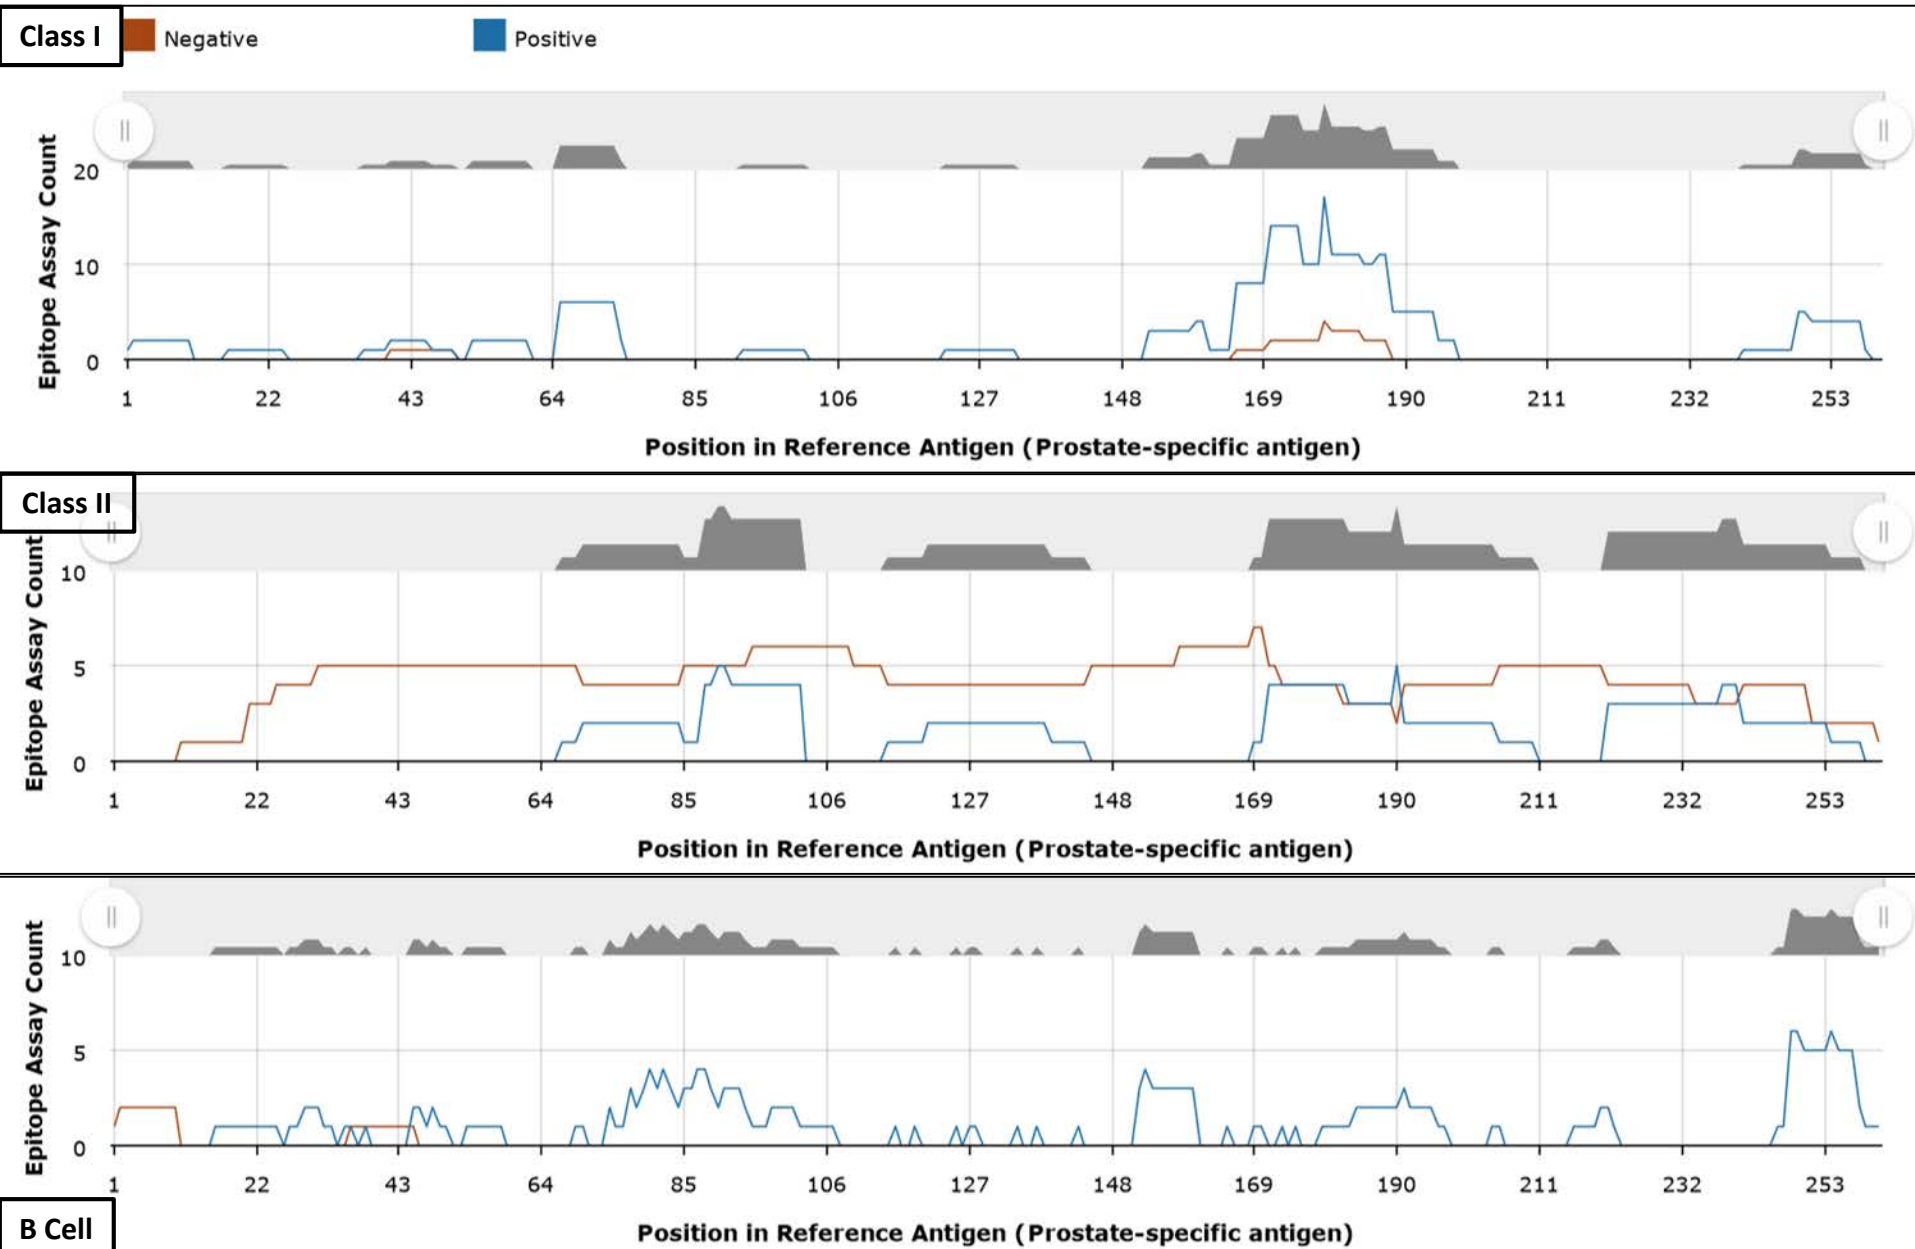 Class I
Negative Positive
Epitope Assay Count
20
10
0
1 22 43 64 85 106 127 148 169 190 211 232 253
Position in Reference Antigen (Prostate-specific antigen)
Class II
Epitope Assay Count
10
5
0
1 22 43 64 85 106 127 148 169 190 211 232 253
Position in Reference Antigen (Prostate-specific antigen)
Epitope Assay Count
10
5
0
1 22 43 64 85 106 127 148 169 190 211 232 253
Position in Reference Antigen (Prostate-specific antigen)
B Cell